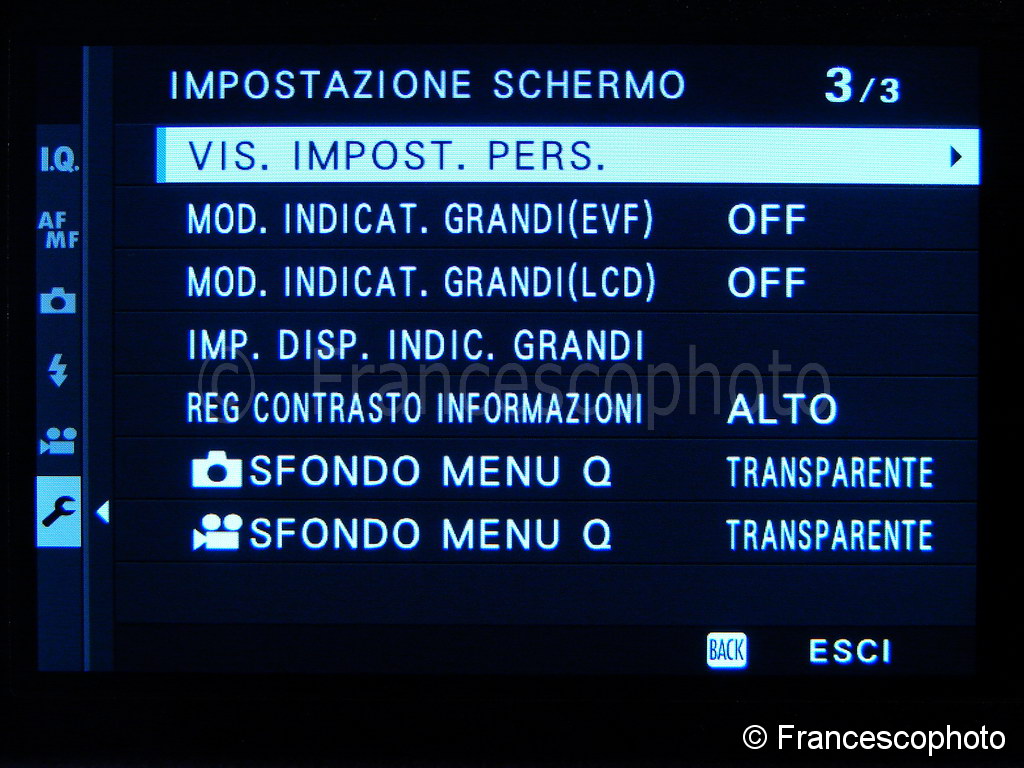 IMPOSTAZIONE SCHERMO 3/3
I.Q.
VIS. IMPOST. PERS.
AF
MF
MOD. INDICAT. GRANDI(EVF) OFF
MOD. INDICAT. GRANDI(LCD) OFF
IMP. DISP. INDIC. GRANDI
© Francescophoto
REG CONTRASTO INFORMAZIONI ALTO
SFONDO MENU Q TRANSPARENTE
SFONDO MENU Q TRANSPARENTE
BACK ESCI
© Francescophoto